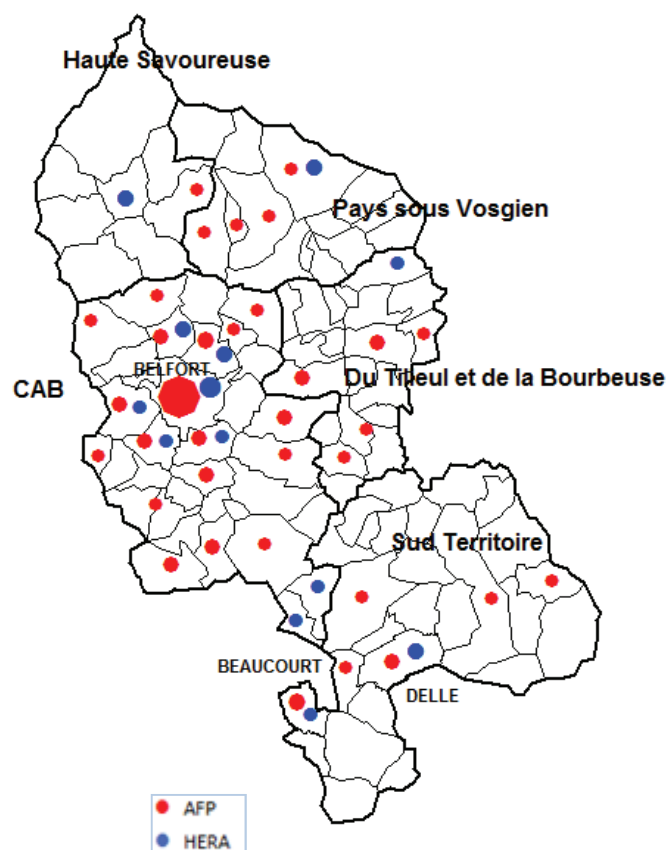 Haute Savoureuse
Pays sous Vosgien
BELFORT
CAB
Du Tilleul et de la Bourbeuse
Sud Territoire
BEAUCOURT
DELLE
AFP
HERA